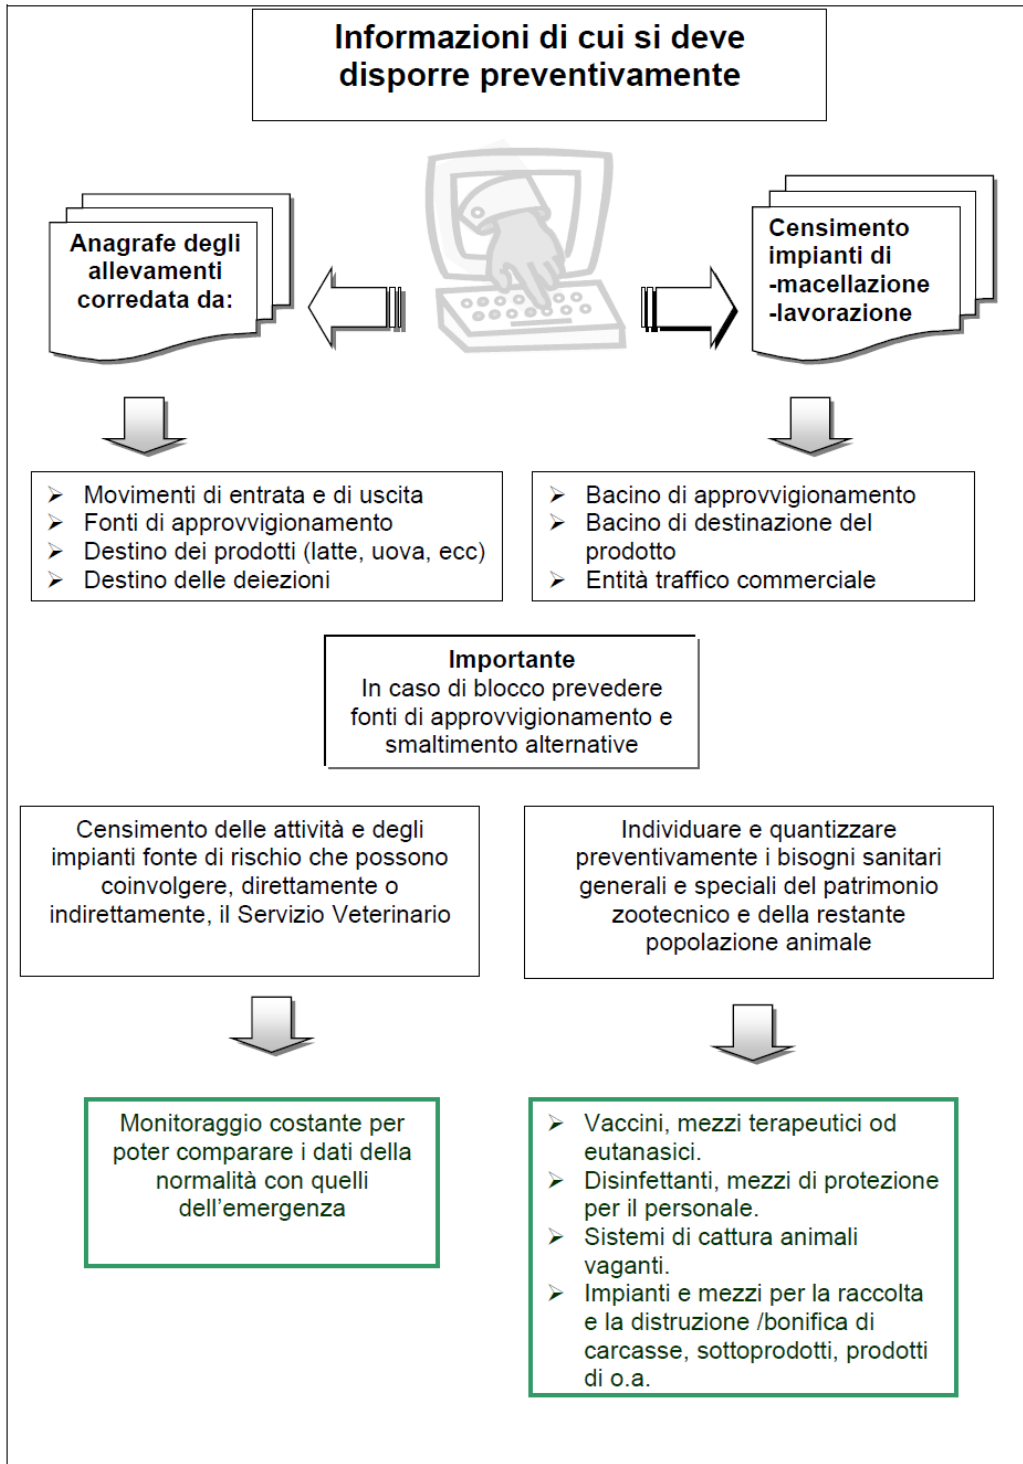 Informazioni di cui si deve
disporre preventivamente
Anagrafe degli
allevamenti
corredata da:
Censimento
impianti di
-macellazione
-lavorazione
➢ Movimenti di entrata e di uscita
➢ Fonti di approvvigionamento
➢ Destino dei prodotti (latte, uova, ecc)
➢ Destino delle deiezioni
➢ Bacino di approvvigionamento
➢ Bacino di destinazione del
prodotto
➢ Entità traffico commerciale
Importante
In caso di blocco prevedere
fonti di approvvigionamento e
smaltimento alternative
Censimento delle attività e degli
impianti fonte di rischio che possono
coinvolgere, direttamente o
indirettamente, il Servizio Veterinario
Individuare e quantizzare
preventivamente i bisogni sanitari
generali e speciali del patrimonio
zootecnico e della restante
popolazione animale
Monitoraggio costante per
poter comparare i dati della
normalità con quelli
dell'emergenza
➢ Vaccini, mezzi terapeutici od
eutanasici.
➢ Disinfettanti, mezzi di protezione
per il personale.
➢ Sistemi di cattura animali
vaganti.
➢ Impianti e mezzi per la raccolta
e la distruzione /bonifica di
carcasse, sottoprodotti, prodotti
di o.a.